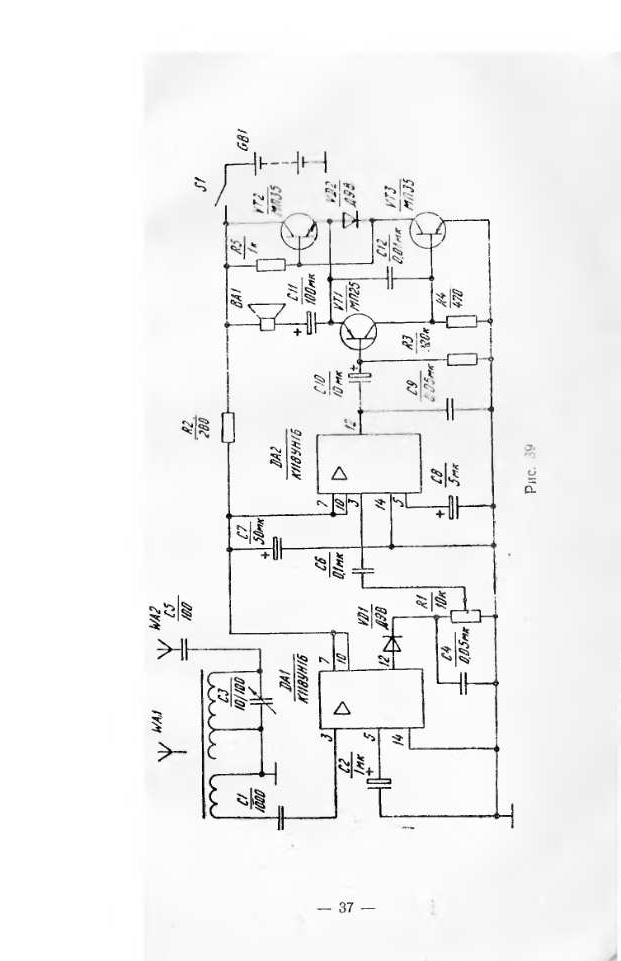 WA1
WA2
C5
100
C3
10/100
C1
1000
DA1
К118УН1Б
7
10
3
5
14
12
C2
1мк
+
VD1
Д9В
C4
0,05мк
R1
10к
C6
0,1мк
C7
50мк
+
R2
280
DA2
К118УН1Б
7
10
3
14
5
12
C8
5мк
+
C9
0,05мк
C10
10мк
+
R3
R4
470
VT1
МП25
C11
100мк
+
BA1
R5
1к
C12
0,01мк
VT2
МП35
VD2
Д9В
VT3
МП35
S1
GB1
Рис. 39
— 37 —